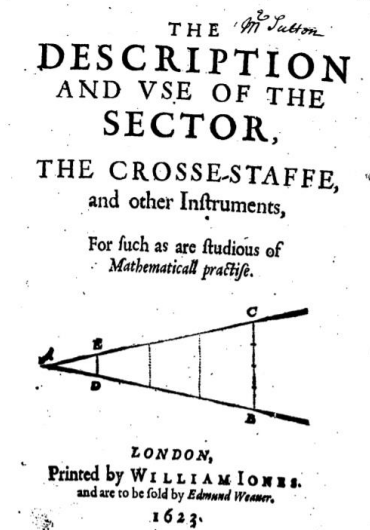 THE Mr Sutton
DESCRIPTION
AND VSE OF THE
SECTOR,
THE CROSSE-STAFFE,
and other Inſtruments,
For ſuch as are ſtudious of
Mathematicall practiſe.
A E C
D B
LONDON,
Printed by WILLIAM IONES.
and are to be ſold by Edmund Weauer.
1623.